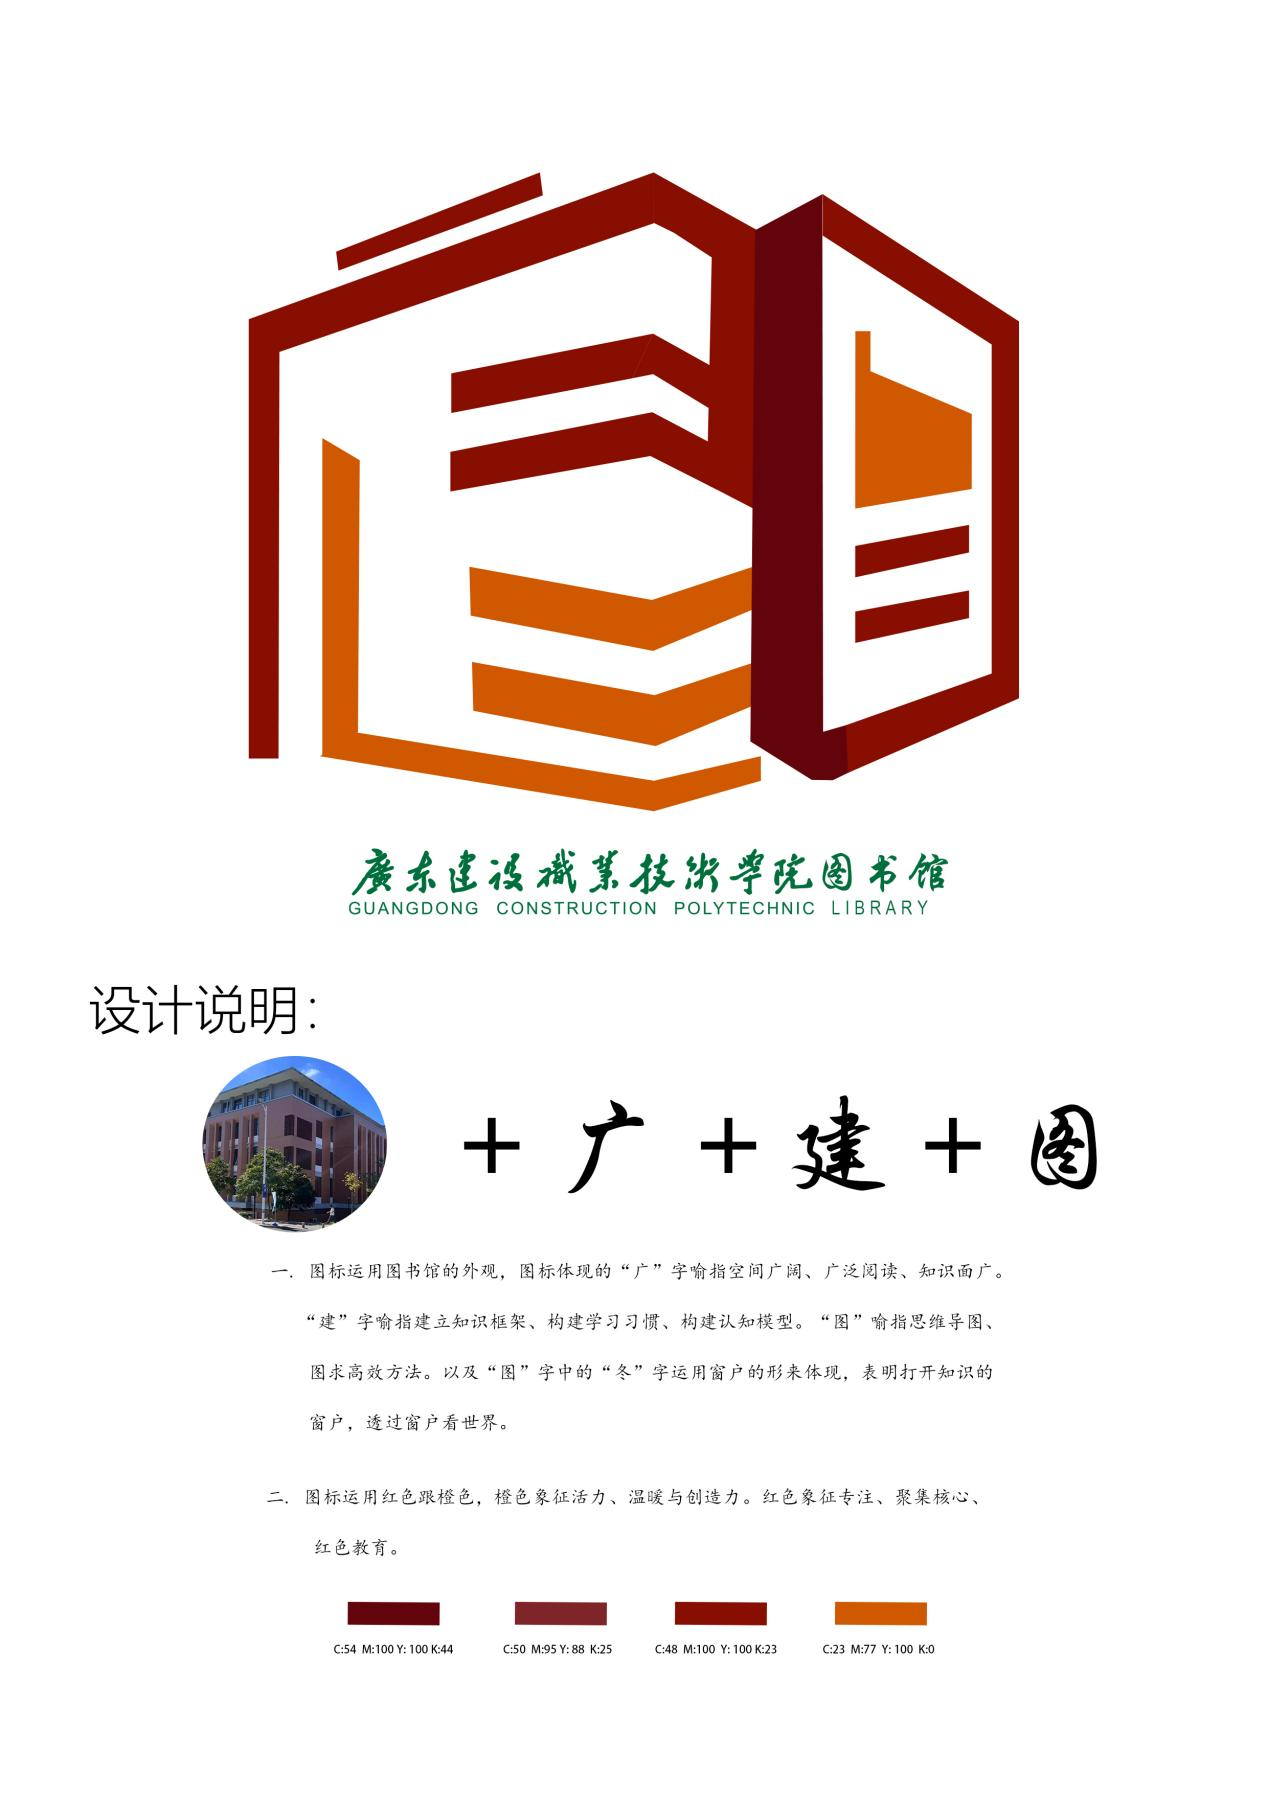 廣东建设職業技術學院图书馆
GUANGDONG CONSTRUCTION POLYTECHNIC LIBRARY
设计说明：
+ 广 + 建 + 图
一. 图标运用图书馆的外观，图标体现的“广”字喻指空间广阔、广泛阅读、知识面广。
“建”字喻指建立知识框架、构建学习习惯、构建认知模型。“图”喻指思维导图、
图求高效方法。以及“图”字中的“冬”字运用窗户的形来体现，表明打开知识的
窗户，透过窗户看世界。
二. 图标运用红色跟橙色，橙色象征活力、温暖与创造力。红色象征专注、聚集核心、
红色教育。
C:54 M:100 Y: 100 K:44 C:50 M:95 Y: 88 K:25 C:48 M:100 Y: 100 K:23 C:23 M:77 Y: 100 K:0